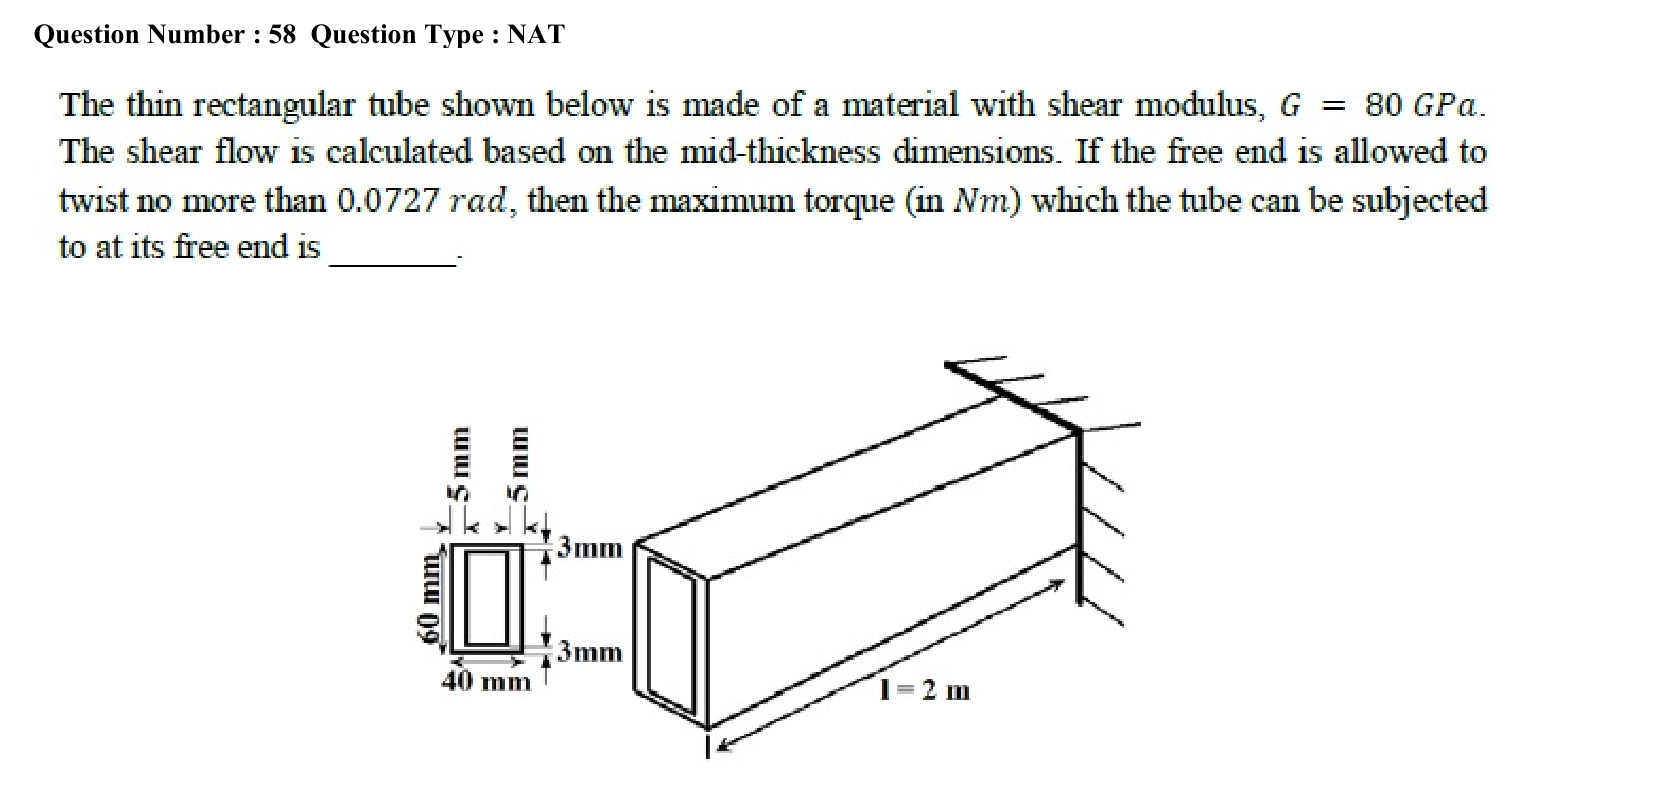 Question Number : 58 Question Type : NAT
The thin rectangular tube shown below is made of a material with shear modulus, G = 80 GPa.
The shear flow is calculated based on the mid-thickness dimensions. If the free end is allowed to
twist no more than 0.0727 rad, then the maximum torque (in Nm) which the tube can be subjected
to at its free end is ________.
5 mm
5 mm
3mm
60 mm
3mm
40 mm
l = 2 m